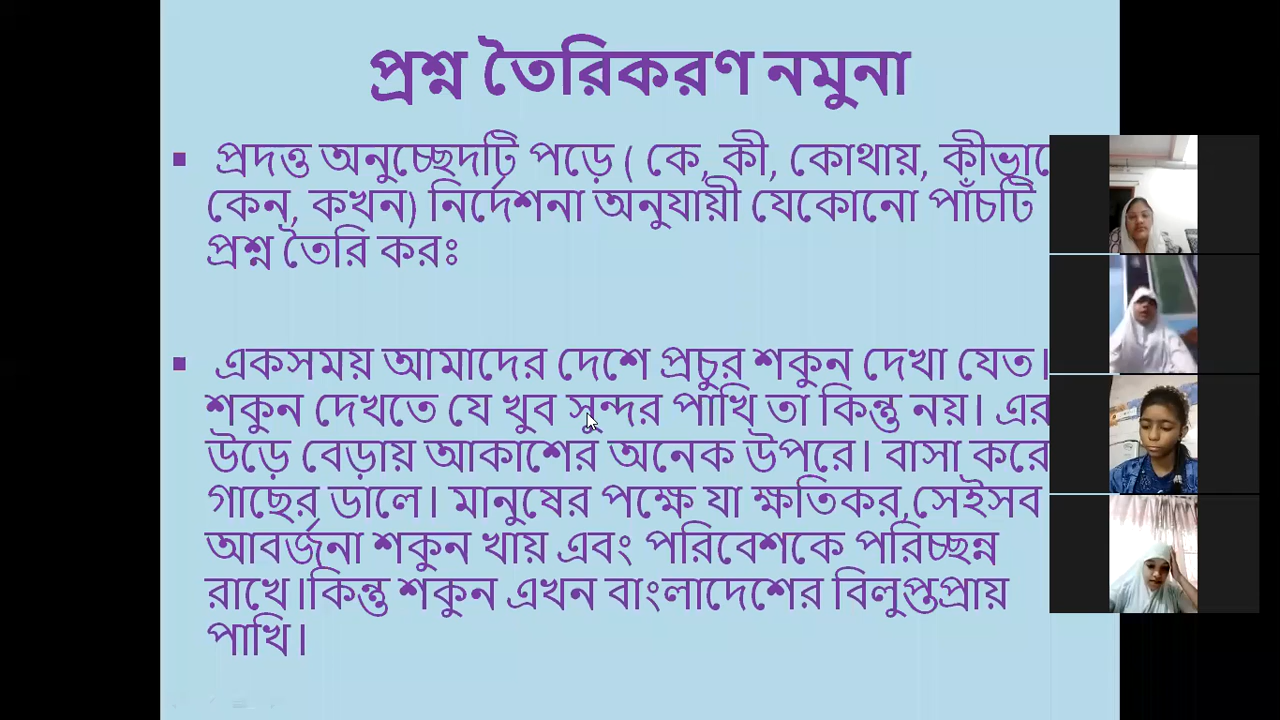 প্রশ্ন তৈরিকরণ নমুনা
প্রদত্ত অনুচ্ছেদটি পড়ে ( কে, কী, কোথায়,
কেন, কখন) নির্দেশনা অনুযায়ী যেকোনো পাঁচটি
প্রশ্ন তৈরি করঃ
একসময় আমাদের দেশে প্রচুর শকুন দেখা যেত।
শকুন দেখতে যে খুব সুন্দর পাখি তা কিন্তু নয়।
উড়ে বেড়ায় আকাশের অনেক উপরে। বাসা করে
গাছের ডালে। মানুষের পক্ষে যা ক্ষতিকর,সেইসব
আবর্জনা শকুন খায় এবং পরিবেশকে পরিচ্ছন্ন
রাখে।কিন্তু শকুন এখন বাংলাদেশের বিলুপ্তপ্রায়
পাখি।